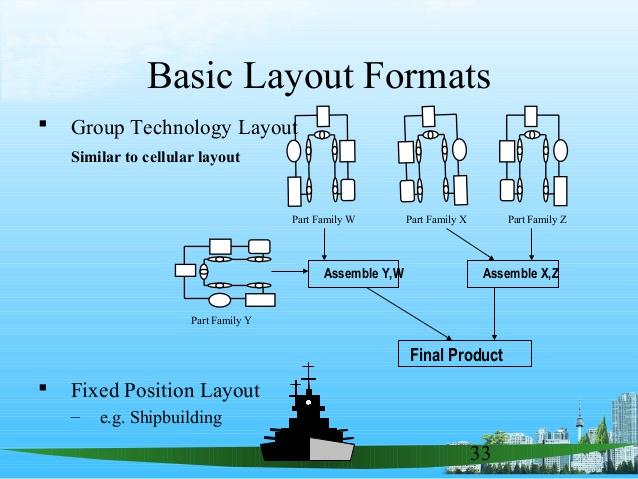 Basic Layout Formats
▪ Group Technology Layout
Similar to cellular layout
Part Family W
Part Family X
Part Family Z
Assemble Y,W
Assemble X,Z
Part Family Y
Final Product
▪ Fixed Position Layout
– e.g. Shipbuilding
33